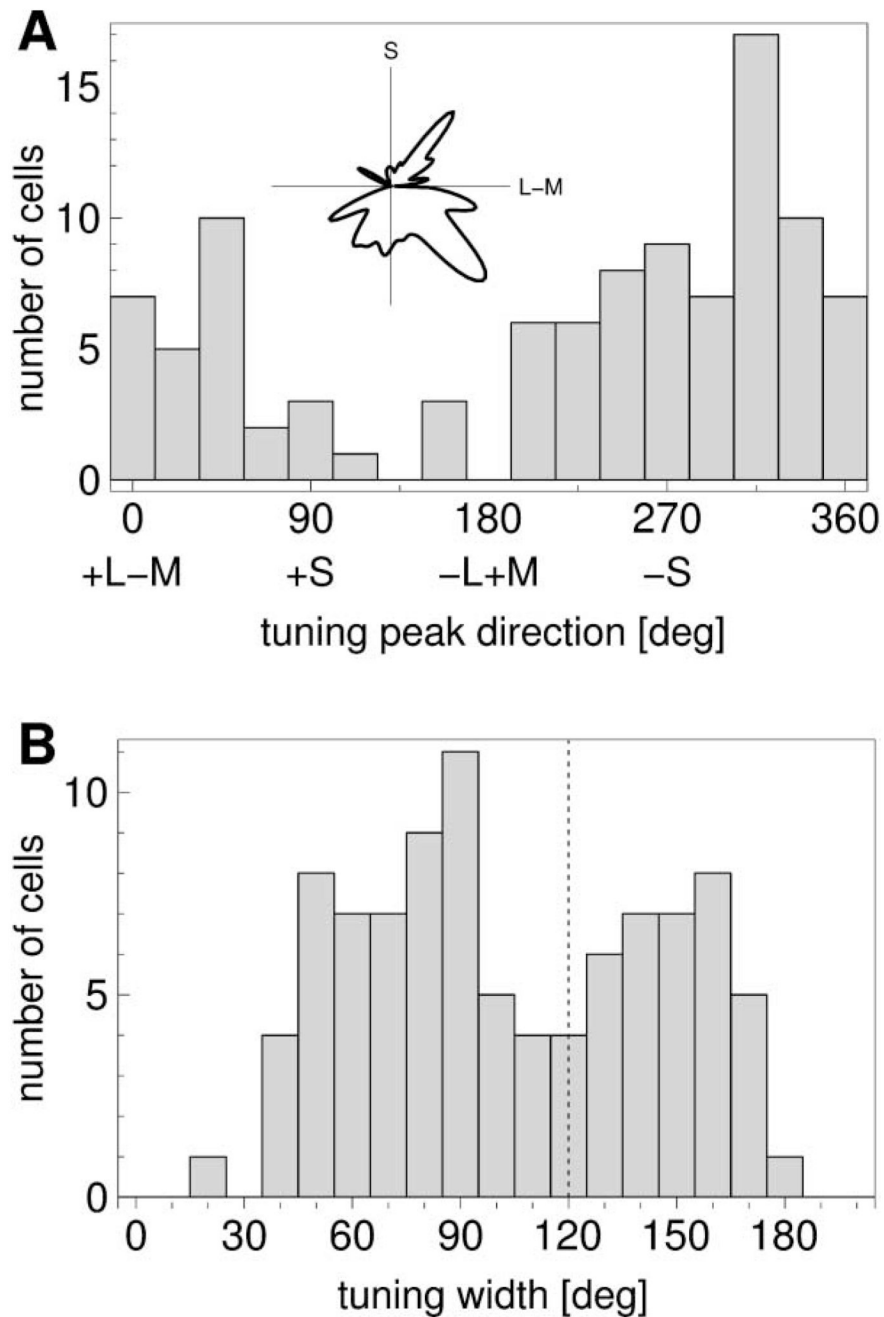 A
S
L−M
number of cells
15
10
5
0
0 90 180 270 360
+L−M +S −L+M −S
tuning peak direction [deg]
B
number of cells
10
5
0
0 30 60 90 120 150 180
tuning width [deg]